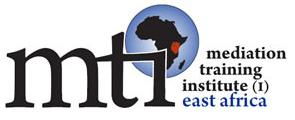 mti
mediation
training
institute (I)
east africa